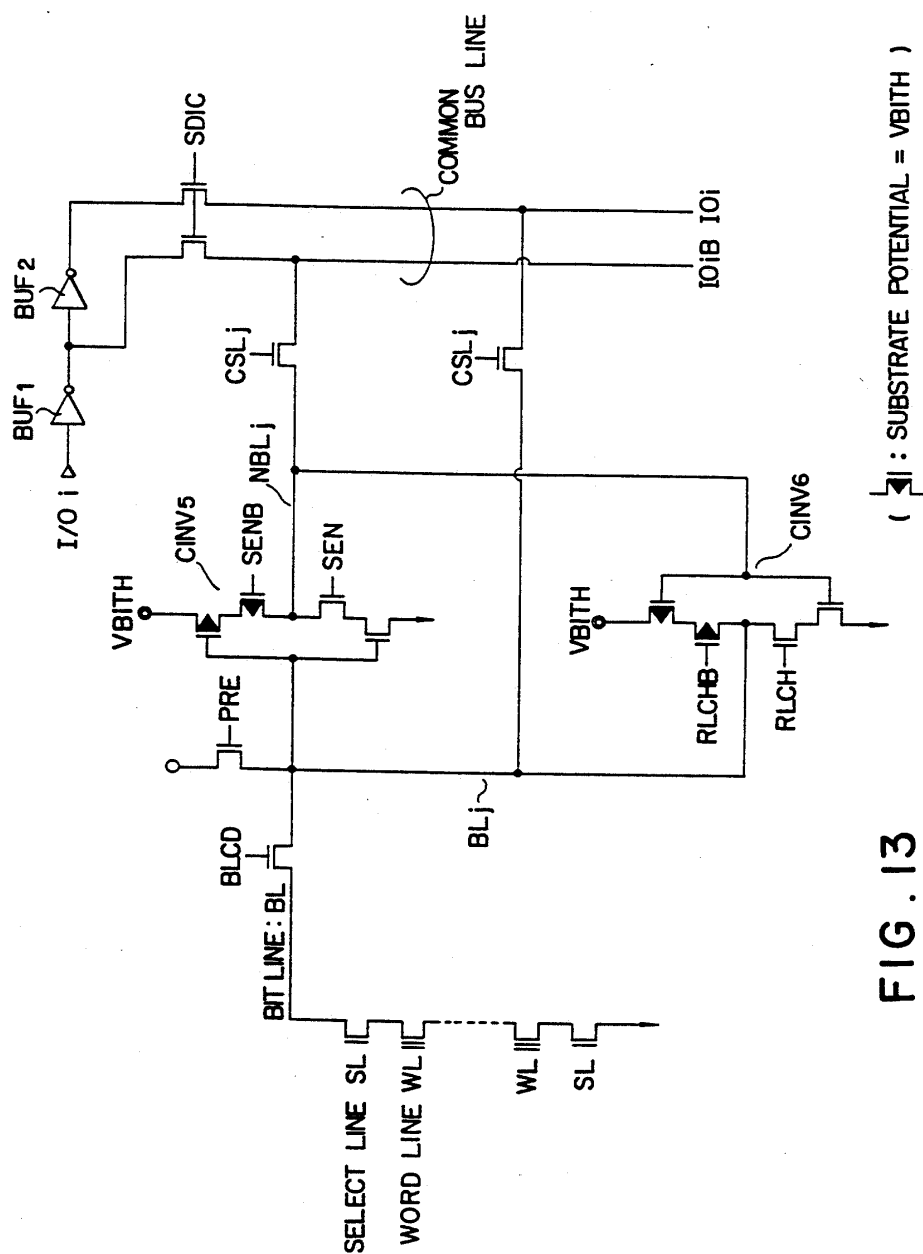 I/O i
BUF1
BUF2
SDIC
COMMON
BUS LINE
IOiB
IOi
CSLj
CSLj
VBITH
CINV5
SENB
NBLj
SEN
PRE
BLCD
BIT LINE: BL
BLj
SELECT LINE SL
WORD LINE WL
WL
SL
VBITH
RLCHB
RLCH
CINV6
( : SUBSTRATE POTENTIAL = VBITH )
FIG. 13